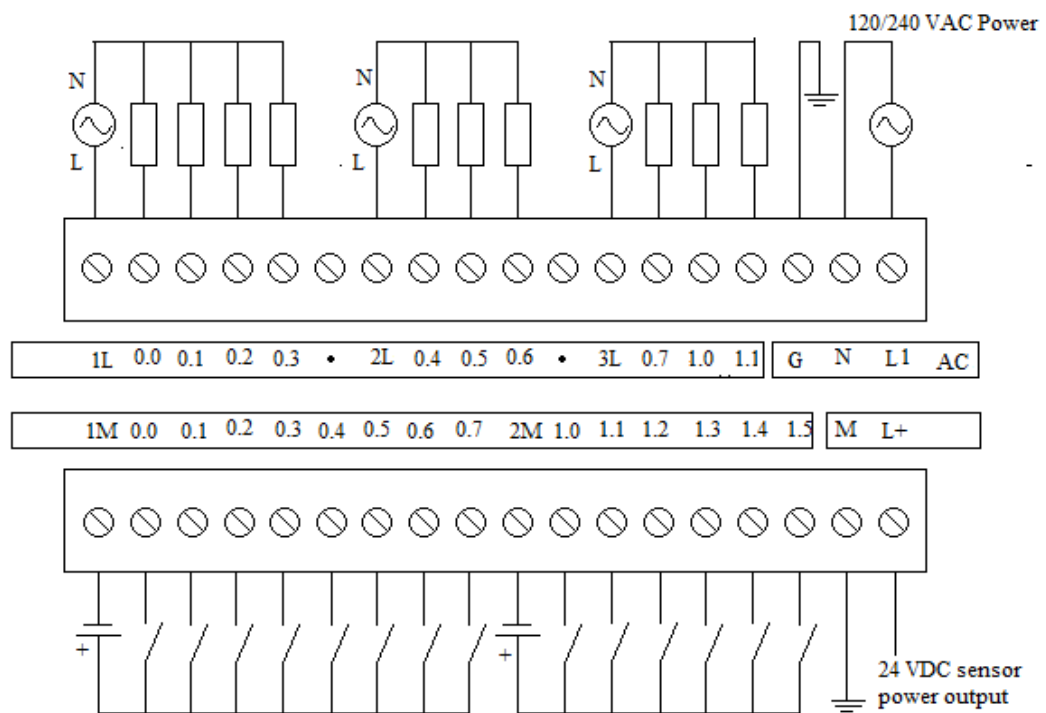 120/240 VAC Power
N N N
L L L
1L 0.0 0.1 0.2 0.3 • 2L 0.4 0.5 0.6 • 3L 0.7 1.0 1.1 G N L1 AC
1M 0.0 0.1 0.2 0.3 0.4 0.5 0.6 0.7 2M 1.0 1.1 1.2 1.3 1.4 1.5 M L+
+ +
24 VDC sensor
power output